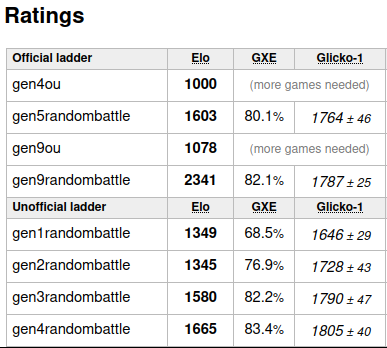 Ratings
Official ladder Elo GXE Glicko-1
gen4ou 1000 (more games needed)
gen5randombattle 1603 80.1% 1764 ± 46
gen9ou 1078 (more games needed)
gen9randombattle 2341 82.1% 1787 ± 25
Unofficial ladder Elo GXE Glicko-1
gen1randombattle 1349 68.5% 1646 ± 29
gen2randombattle 1345 76.9% 1728 ± 43
gen3randombattle 1580 82.2% 1790 ± 47
gen4randombattle 1665 83.4% 1805 ± 40